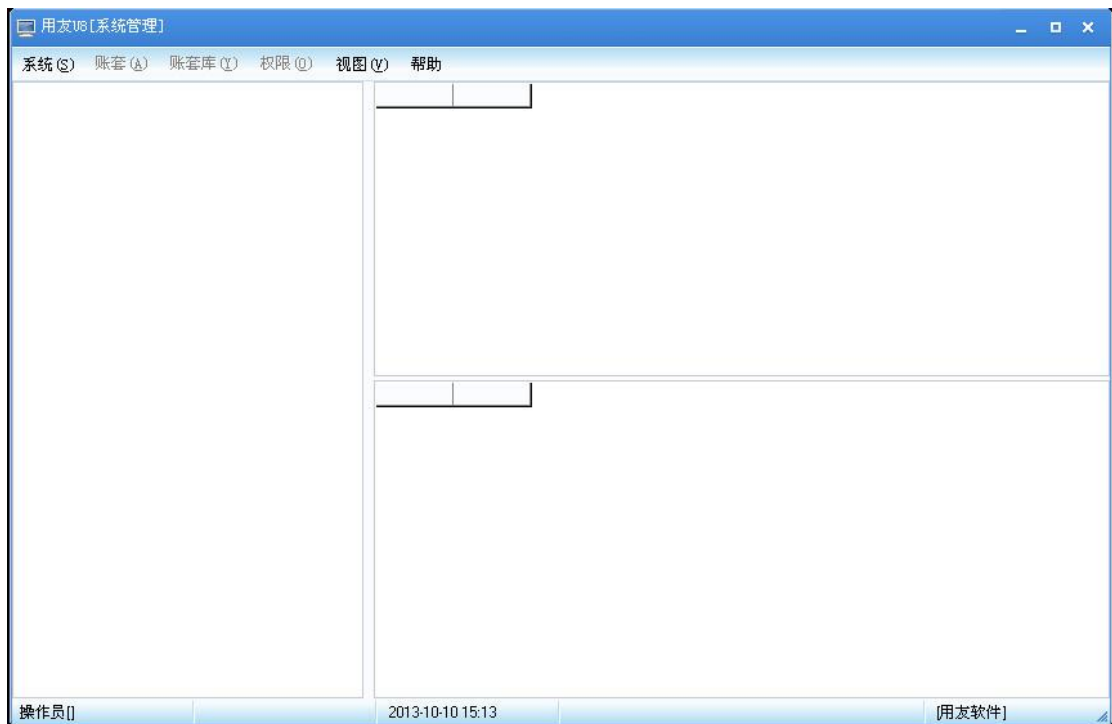 用友U8[系统管理]
系统(S) 账套(A) 账套库(Y) 权限(O) 视图(V) 帮助
操作员[] 2013-10-10 15:13 [用友软件]